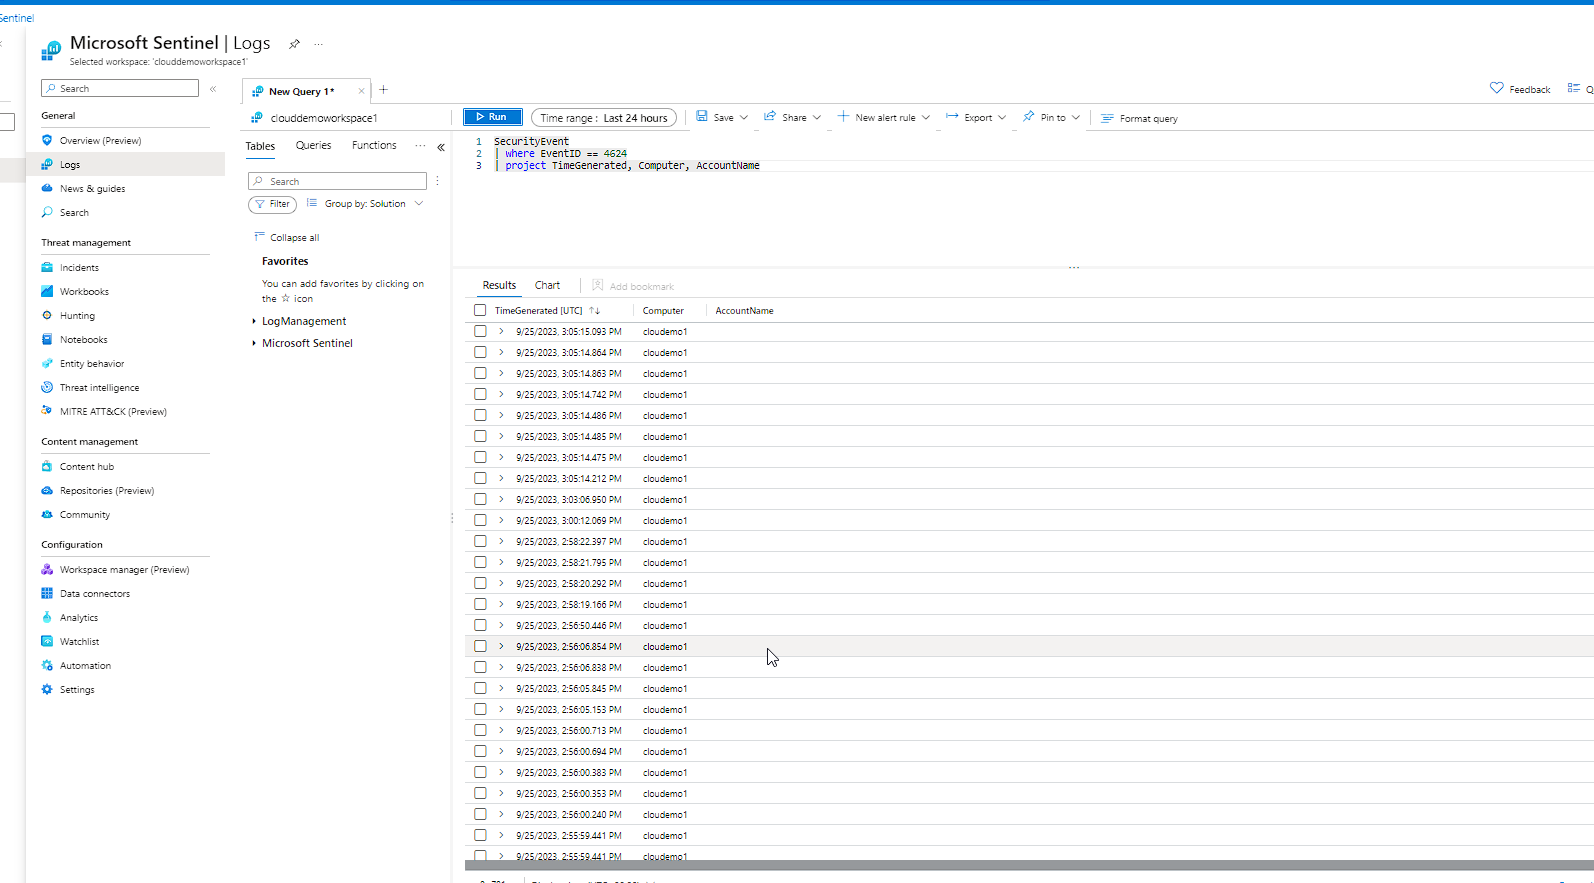 Sentinel
Microsoft Sentinel | Logs
Selected workspace: 'clouddemoworkspace1'
Search
General
Overview (Preview)
Logs
News & guides
Search
Threat management
Incidents
Workbooks
Hunting
Notebooks
Entity behavior
Threat intelligence
MITRE ATT&CK (Preview)
Content management
Content hub
Repositories (Preview)
Community
Configuration
Workspace manager (Preview)
Data connectors
Analytics
Watchlist
Automation
Settings
New Query 1*
Feedback
clouddemoworkspace1
Run
Time range : Last 24 hours
Save
Share
New alert rule
Export
Pin to
Format query
Tables
Queries
Functions
Search
Filter
Group by: Solution
Collapse all
Favorites
You can add favorites by clicking on
the ☆ icon
LogManagement
Microsoft Sentinel
1 SecurityEvent
2 | where EventID == 4624
3 | project TimeGenerated, Computer, AccountName
Results
Chart
Add bookmark
TimeGenerated [UTC] Computer AccountName
9/25/2023, 3:05:15.093 PM cloudemo1
9/25/2023, 3:05:14.864 PM cloudemo1
9/25/2023, 3:05:14.863 PM cloudemo1
9/25/2023, 3:05:14.742 PM cloudemo1
9/25/2023, 3:05:14.486 PM cloudemo1
9/25/2023, 3:05:14.485 PM cloudemo1
9/25/2023, 3:05:14.475 PM cloudemo1
9/25/2023, 3:05:14.212 PM cloudemo1
9/25/2023, 3:03:06.950 PM cloudemo1
9/25/2023, 3:00:12.069 PM cloudemo1
9/25/2023, 2:58:22.397 PM cloudemo1
9/25/2023, 2:58:21.795 PM cloudemo1
9/25/2023, 2:58:20.292 PM cloudemo1
9/25/2023, 2:58:19.166 PM cloudemo1
9/25/2023, 2:56:50.446 PM cloudemo1
9/25/2023, 2:56:06.854 PM cloudemo1
9/25/2023, 2:56:06.838 PM cloudemo1
9/25/2023, 2:56:05.845 PM cloudemo1
9/25/2023, 2:56:05.153 PM cloudemo1
9/25/2023, 2:56:00.713 PM cloudemo1
9/25/2023, 2:56:00.694 PM cloudemo1
9/25/2023, 2:56:00.383 PM cloudemo1
9/25/2023, 2:56:00.353 PM cloudemo1
9/25/2023, 2:56:00.240 PM cloudemo1
9/25/2023, 2:55:59.441 PM cloudemo1
9/25/2023, 2:55:59.441 PM cloudemo1